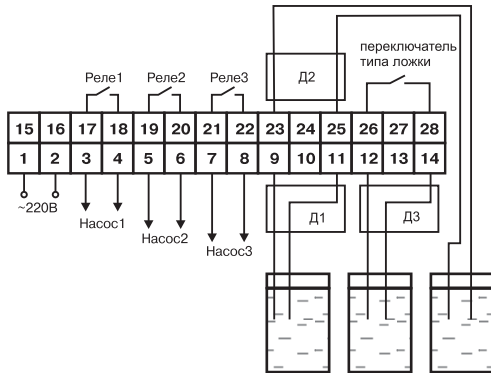 переключатель
типа ложки
Реле1 Реле2 Реле3 Д2
15 16 17 18 19 20 21 22 23 24 25 26 27 28
1 2 3 4 5 6 7 8 9 10 11 12 13 14
~220В
Насос1
Насос2
Насос3
Д1 Д3